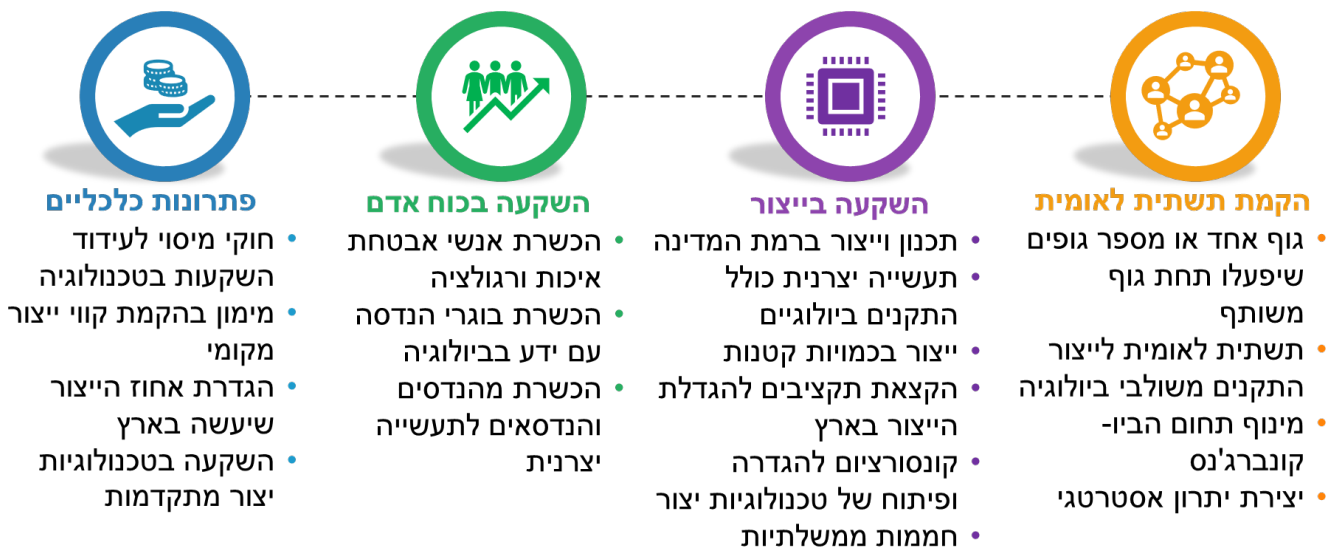 הקמת תשתית לאומית
• גוף אחד או מספר גופים
שיפעלו תחת גוף
משותף
• תשתית לאומית לייצור
התקנים משולבי ביולוגיה
• מינוף תחום הביו-
קונברג'נס
• יצירת יתרון אסטרטגי
השקעה בייצור
• תכנון וייצור ברמת המדינה
• תעשייה יצרנית כולל
התקנים ביולוגיים
• ייצור בכמויות קטנות
• הקצאת תקציבים להגדלת
הייצור בארץ
• קונסורציום להגדרה
ופיתוח של טכנולוגיות יצור
• חממות ממשלתיות
השקעה בכוח אדם
• הכשרת אנשי אבטחת
איכות ורגולציה
• הכשרת בוגרי הנדסה
עם ידע בביולוגיה
• הכשרת מהנדסים
והנדסאים לתעשייה
יצרנית
פתרונות כלכליים
• חוקי מיסוי לעידוד
השקעות בטכנולוגיה
• מימון בהקמת קווי ייצור
מקומי
• הגדרת אחוז הייצור
שיעשה בארץ
• השקעה בטכנולוגיות
יצור מתקדמות